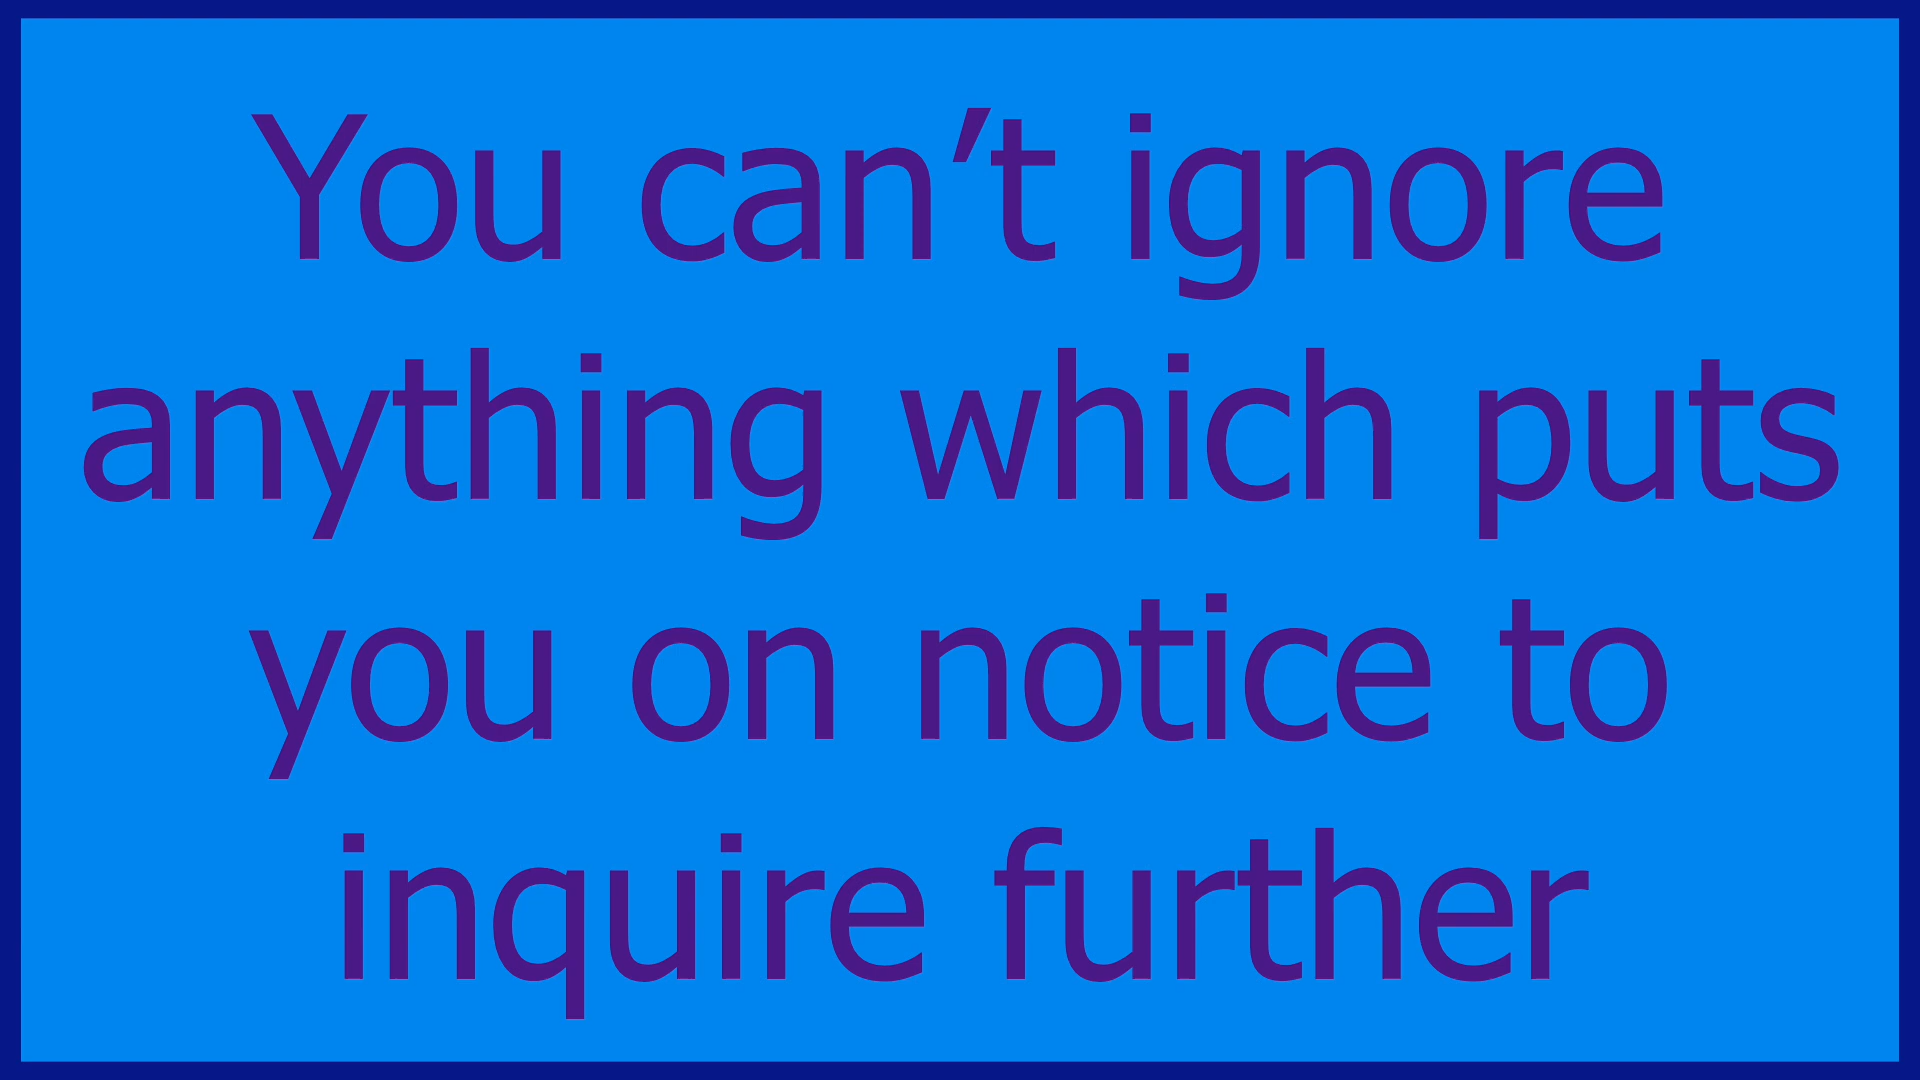 You can’t ignore
anything which puts
you on notice to
inquire further